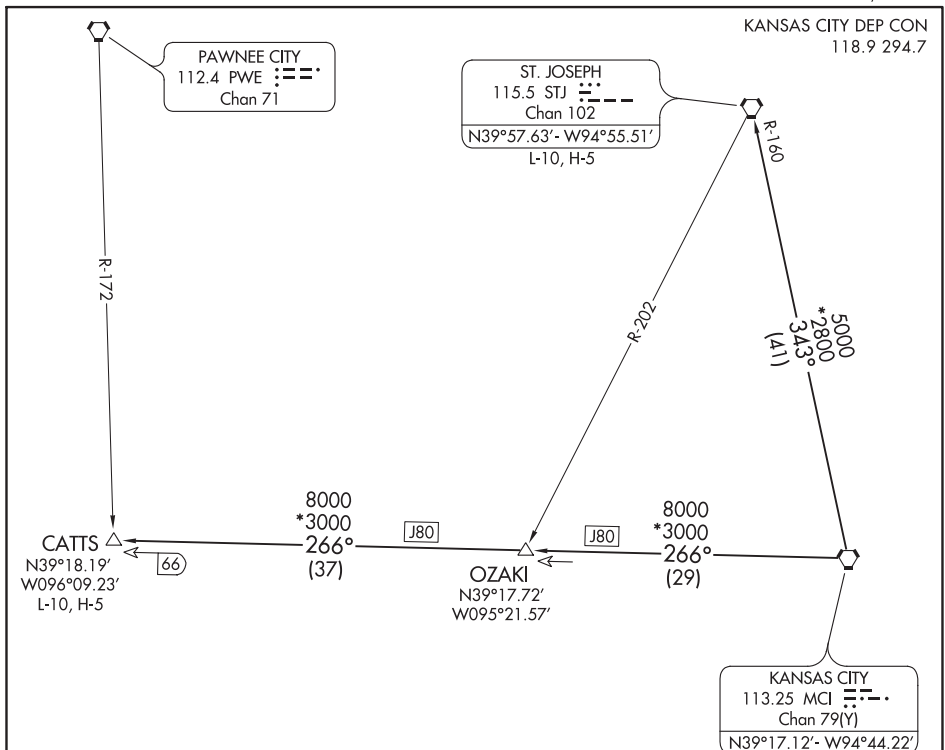 KANSAS CITY DEP CON
118.9 294.7
PAWNEE CITY
112.4 PWE
Chan 71
ST. JOSEPH
115.5 STJ
Chan 102
N39°57.63'- W94°55.51'
L-10, H-5
R-160
R-172
R-202
5000
*2800
343°
(41)
8000
*3000
266°
(37)
J80
J80
8000
*3000
266°
(29)
CATTS
N39°18.19'
W096°09.23'
L-10, H-5
66
OZAKI
N39°17.72'
W095°21.57'
KANSAS CITY
113.25 MCI
Chan 79(Y)
N39°17.12'- W94°44.22'